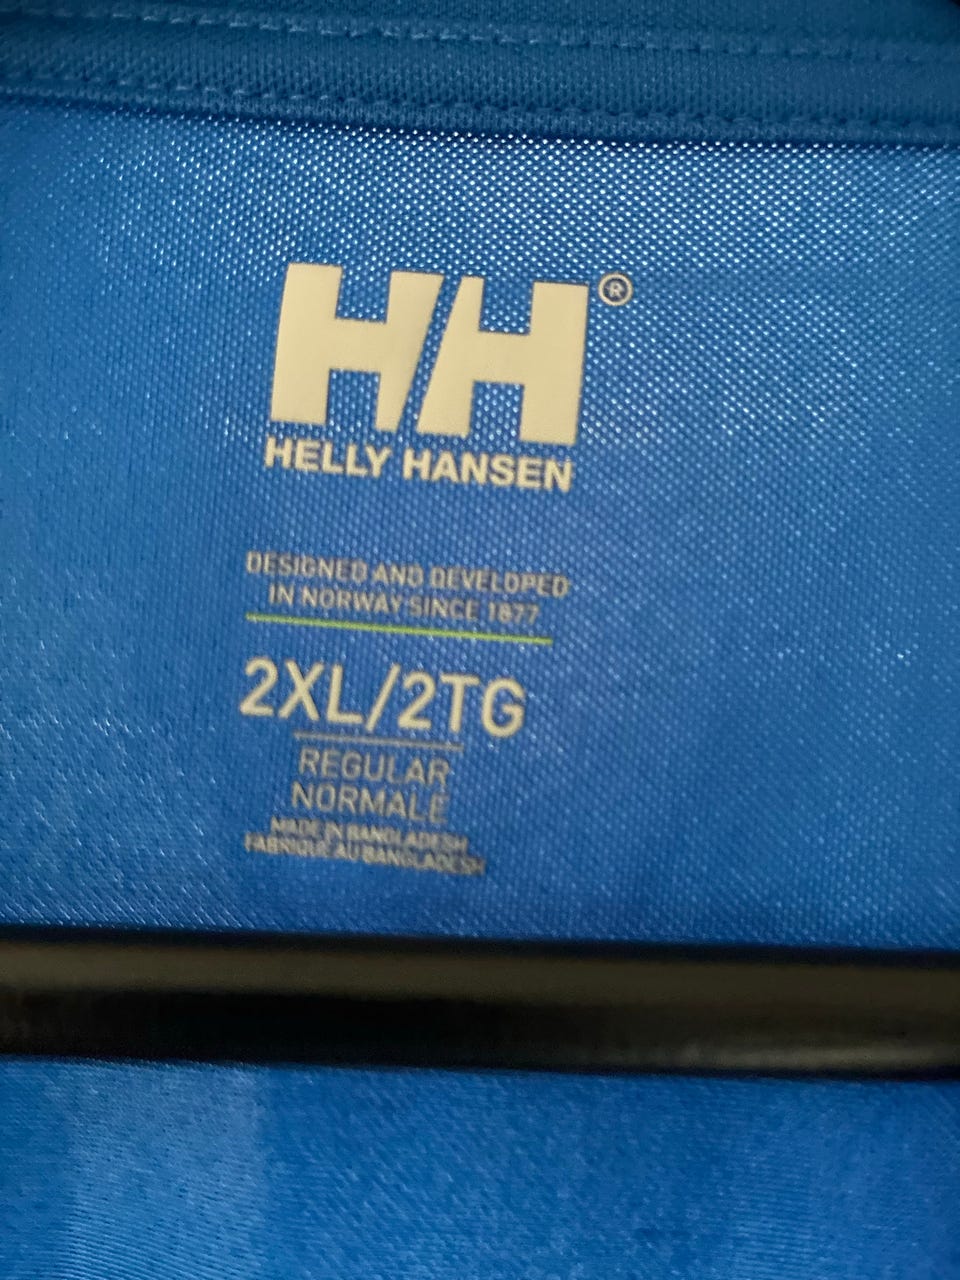 HH®
HELLY HANSEN
DESIGNED AND DEVELOPED
IN NORWAY SINCE 1877
2XL/2TG
REGULAR
NORMALE
MADE IN BANGLADESH
FABRIQUE AU BANGLADESH